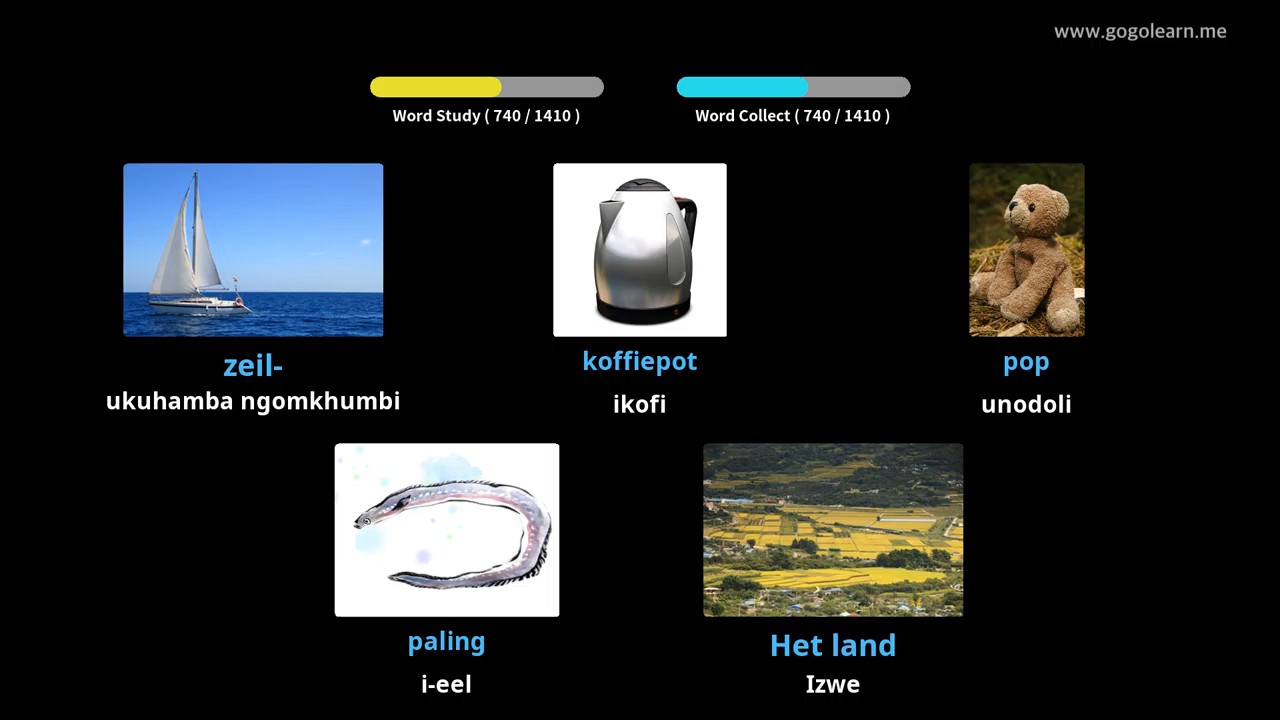 www.gogolearn.me
Word Study ( 740 / 1410 )
Word Collect ( 740 / 1410 )
zeil-
ukuhamba ngomkhumbi
koffiepot
ikofi
pop
unodoli
paling
i-eel
Het land
Izwe